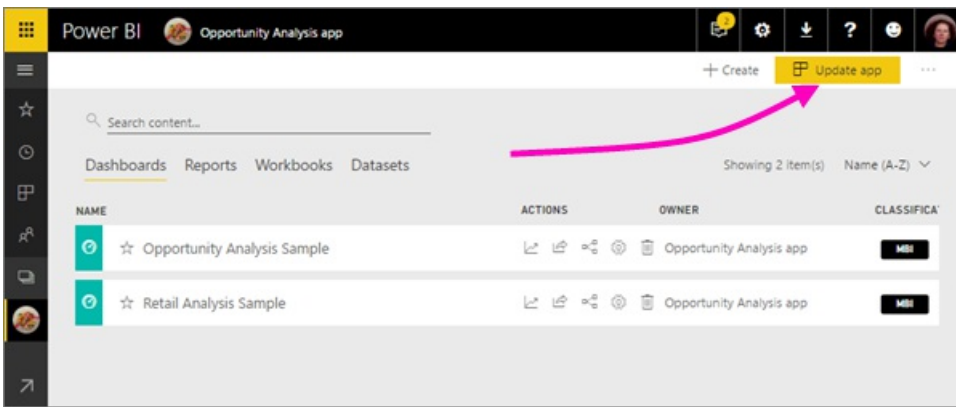 Power BI Opportunity Analysis app 2 ?
+ Create Update app ...
Search content...
Dashboards Reports Workbooks Datasets Showing 2 item(s) Name (A-Z)
NAME ACTIONS OWNER CLASSIFICA
Opportunity Analysis Sample Opportunity Analysis app MBI
Retail Analysis Sample Opportunity Analysis app MBI